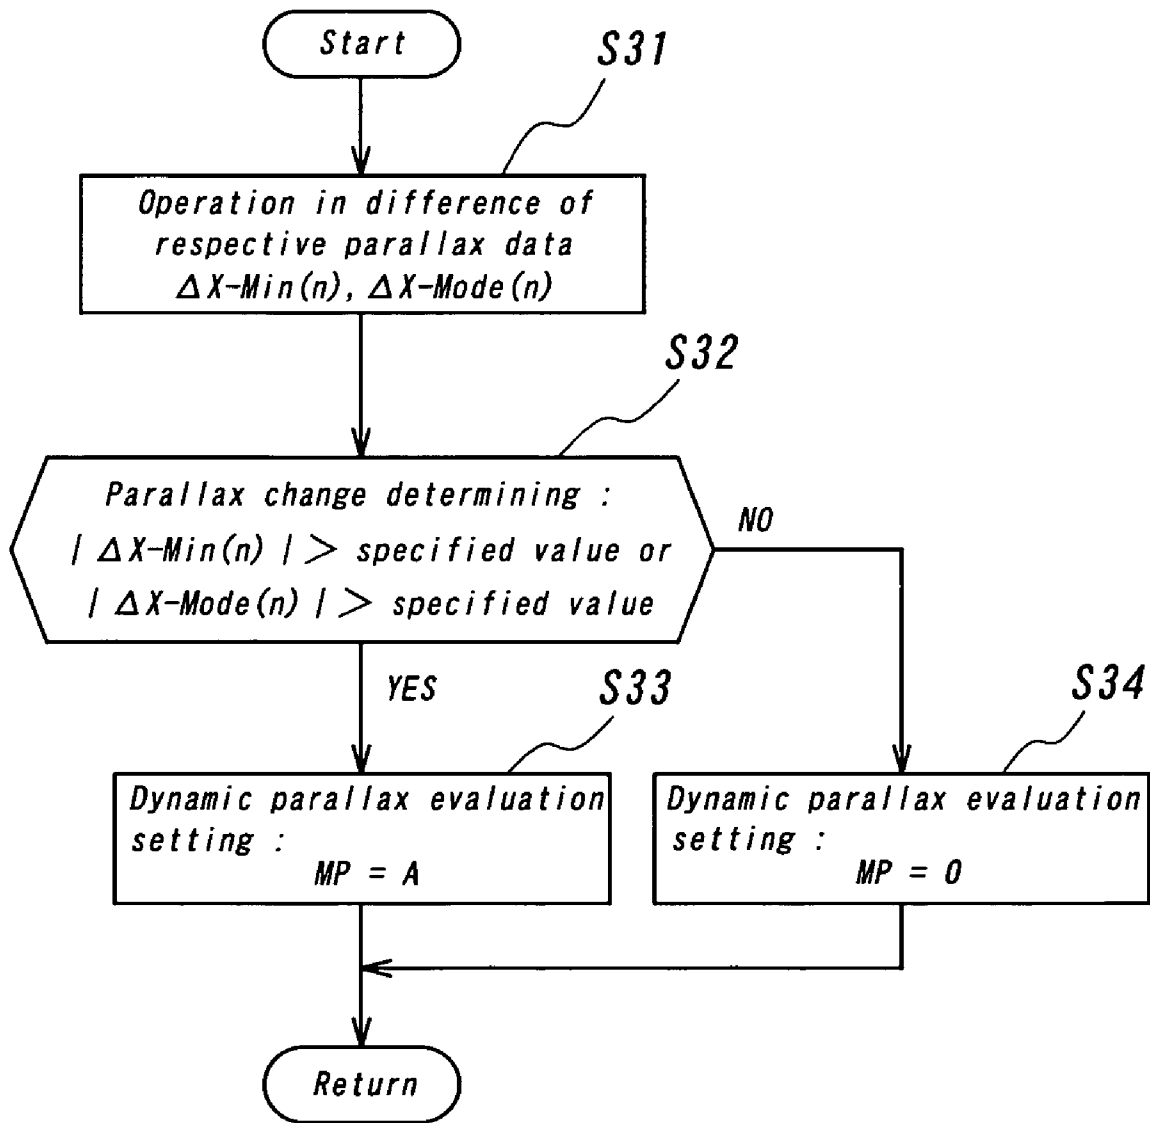 Start
S31
Operation in difference of
respective parallax data
ΔX-Min(n), ΔX-Mode(n)
S32
Parallax change determining :
| ΔX-Min(n) | > specified value or
| ΔX-Mode(n) | > specified value
NO
YES
S33
S34
Dynamic parallax evaluation
setting :
MP = A
Dynamic parallax evaluation
setting :
MP = 0
Return